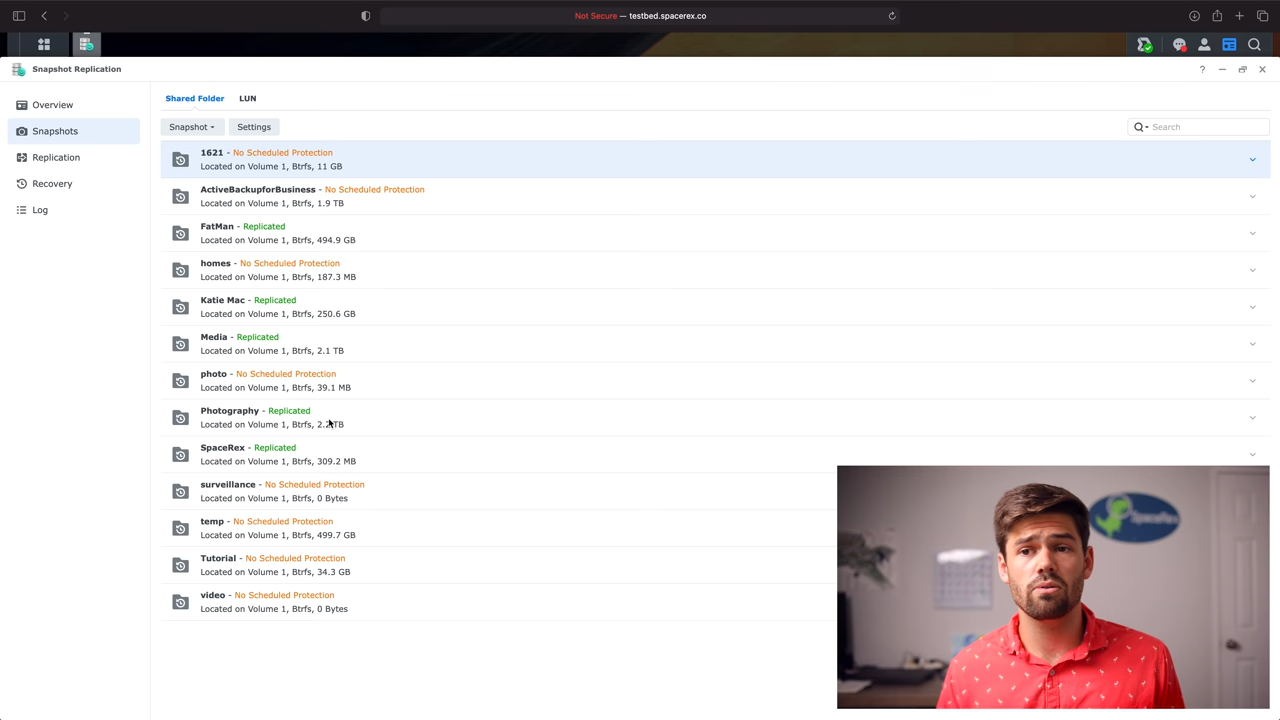 Not Secure — testbed.spacerex.co
Snapshot Replication
?
Overview
Snapshots
Replication
Recovery
Log
Shared Folder LUN
Snapshot Settings
Search
1621 - No Scheduled Protection
Located on Volume 1, Btrfs, 11 GB
ActiveBackupforBusiness - No Scheduled Protection
Located on Volume 1, Btrfs, 1.9 TB
FatMan - Replicated
Located on Volume 1, Btrfs, 494.9 GB
homes - No Scheduled Protection
Located on Volume 1, Btrfs, 187.3 MB
Katie Mac - Replicated
Located on Volume 1, Btrfs, 250.6 GB
Media - Replicated
Located on Volume 1, Btrfs, 2.1 TB
photo - No Scheduled Protection
Located on Volume 1, Btrfs, 39.1 MB
Photography - Replicated
Located on Volume 1, Btrfs, TB
SpaceRex - Replicated
Located on Volume 1, Btrfs, 309.2 MB
surveillance - No Scheduled Protection
Located on Volume 1, Btrfs, 0 Bytes
temp - No Scheduled Protection
Located on Volume 1, Btrfs, 499.7 GB
Tutorial - No Scheduled Protection
Located on Volume 1, Btrfs, 34.3 GB
video - No Scheduled Protection
Located on Volume 1, Btrfs, 0 Bytes
SpaceRex